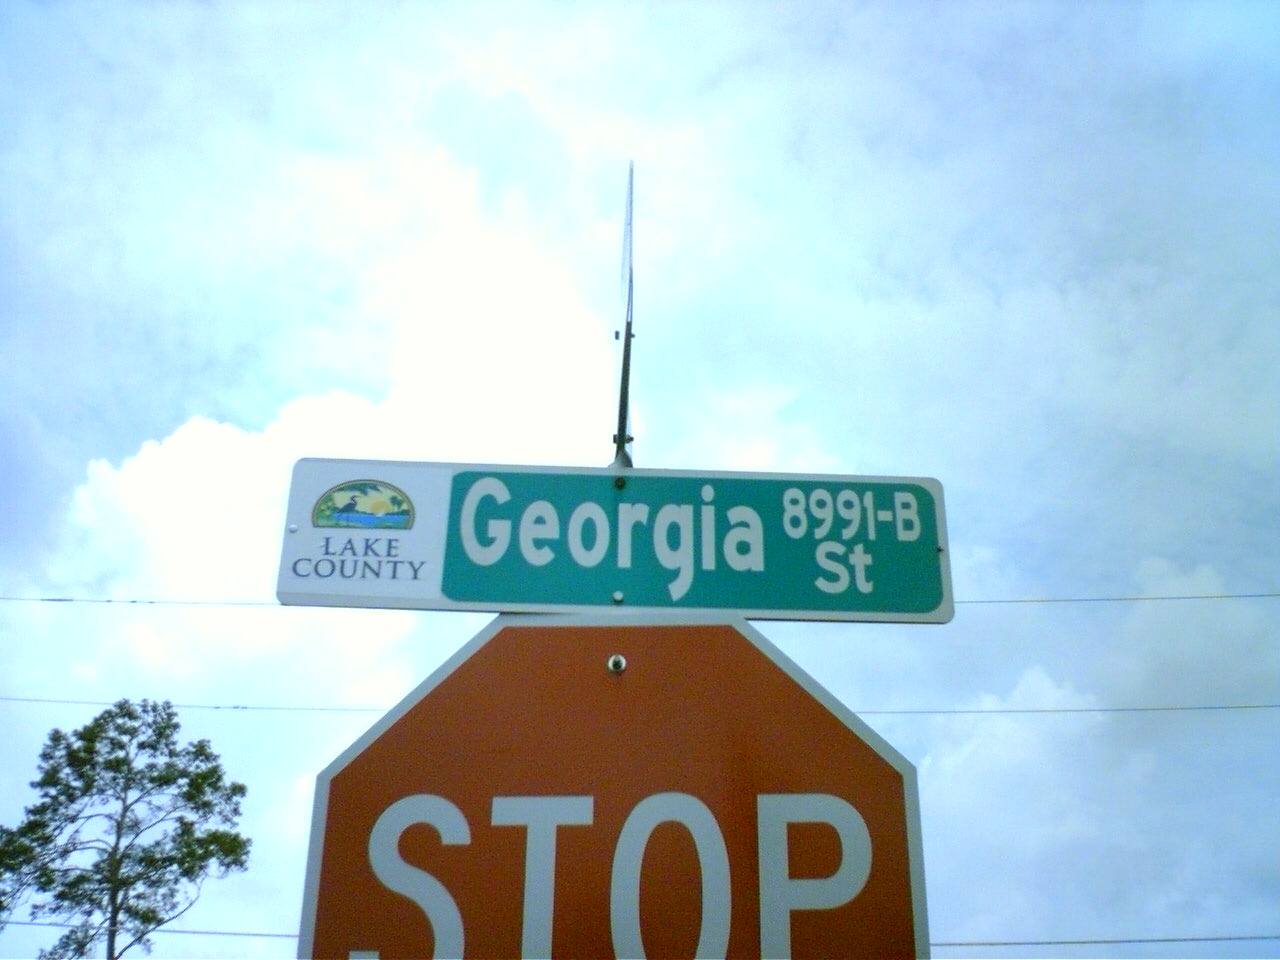 LAKE
COUNTY
Georgia 8991-B
St
STOP